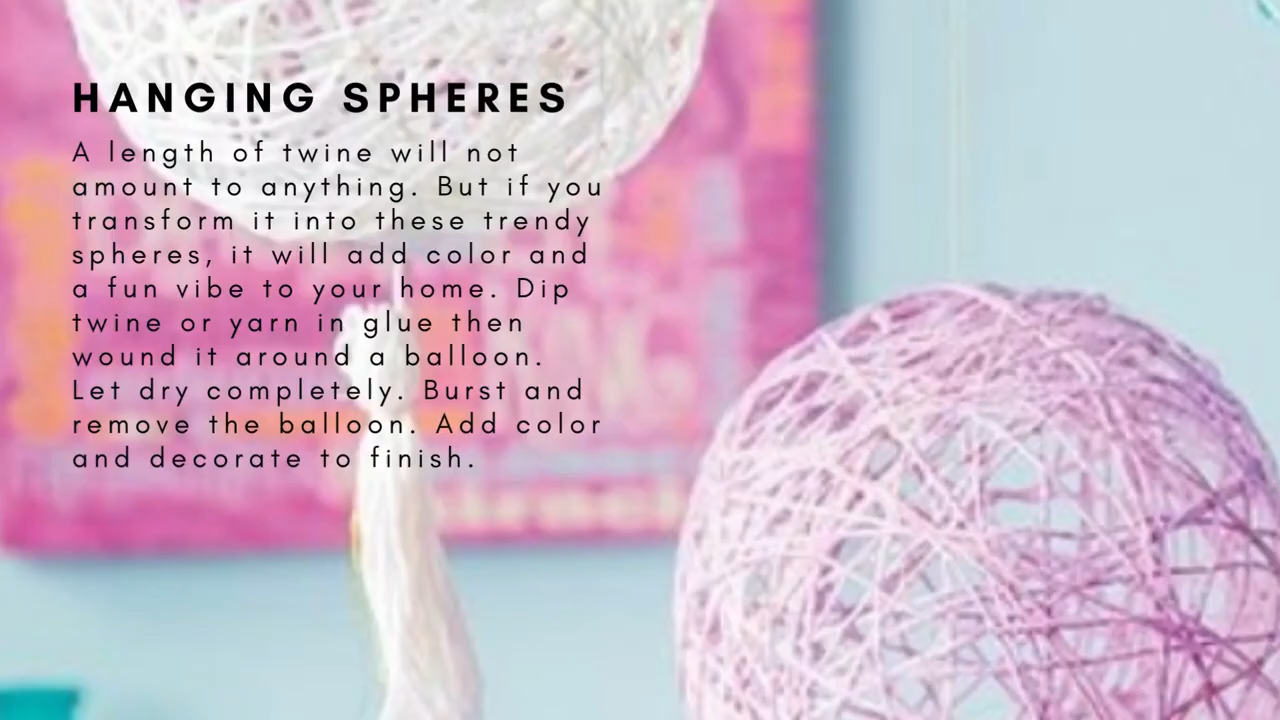 HANGING SPHERES
A length of twine will not
amount to anything. But if you
transform it into these trendy
spheres, it will add color and
a fun vibe to your home. Dip
twine or yarn in glue then
wound it around a balloon.
Let dry completely. Burst and
remove the balloon. Add color
and decorate to finish.